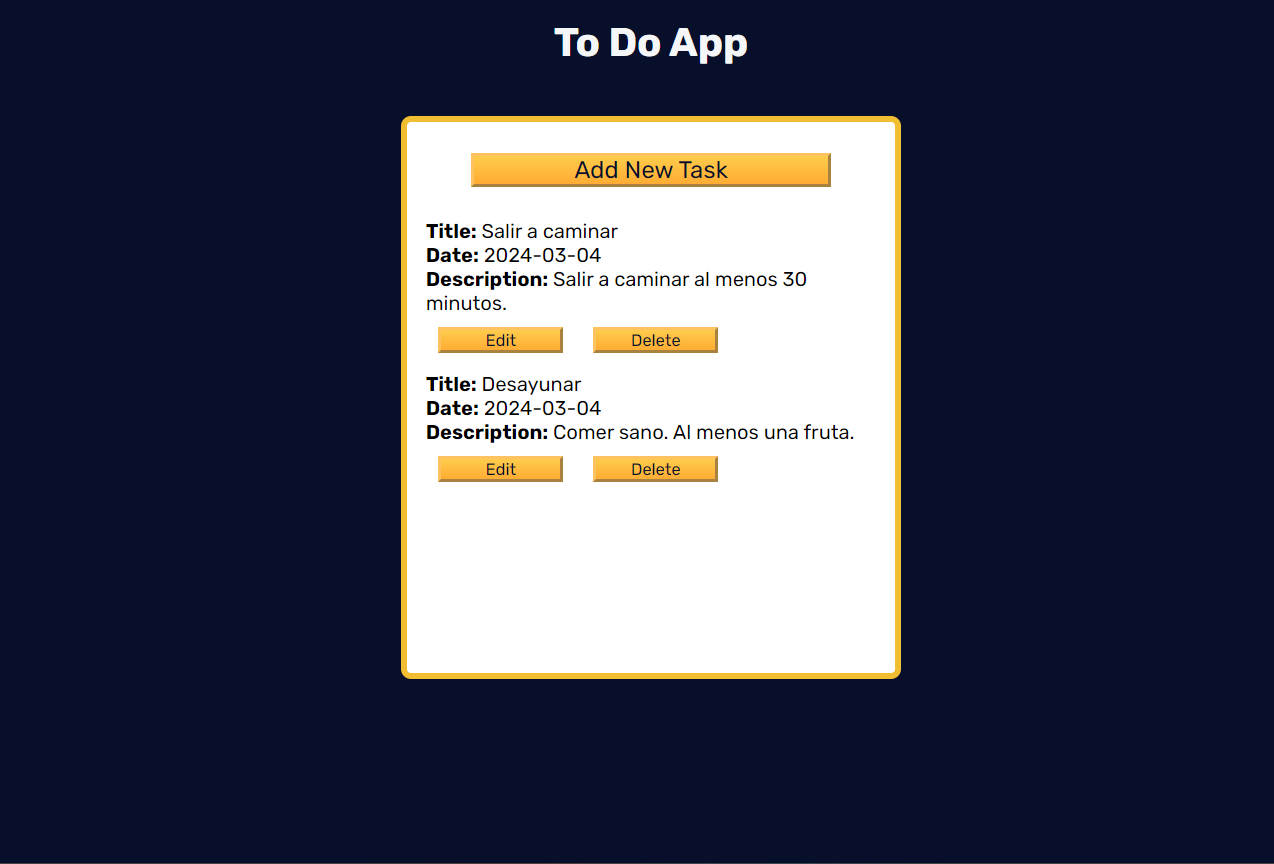 To Do App
Add New Task
Title: Salir a caminar
Date: 2024-03-04
Description: Salir a caminar al menos 30
minutos.
Edit Delete
Title: Desayunar
Date: 2024-03-04
Description: Comer sano. Al menos una fruta.
Edit Delete